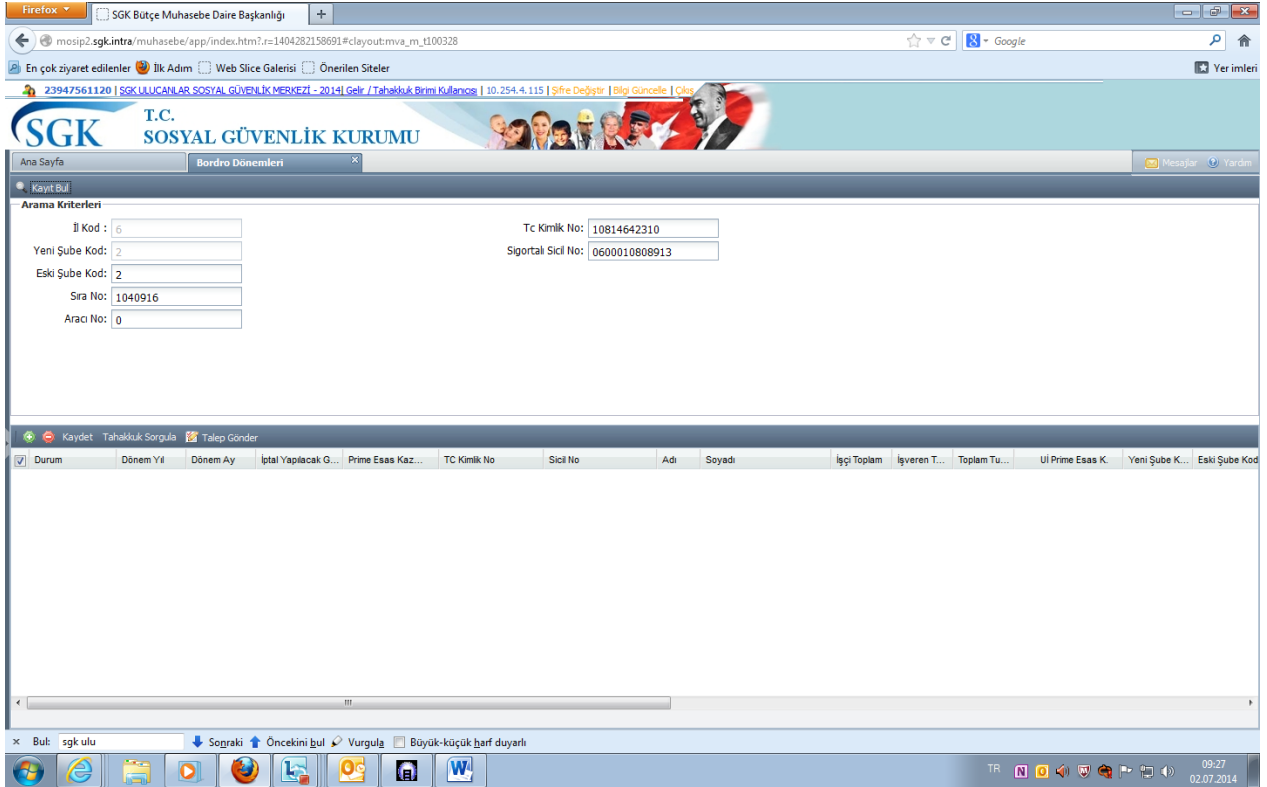 Firefox
SGK Bütçe Muhasebe Daire Başkanlığı
mosip2.sgk.intra/muhasebe/app/index.htm?.r=1404282158691#clayout:mva_m_t100328
Google
En çok ziyaret edilenler İlk Adım Web Slice Galerisi Önerilen Siteler Yer imleri
23947561120 | SGK ULUCANLAR SOSYAL GÜVENLİK MERKEZİ - 2014| Gelir / Tahakkuk Birimi Kullanıcısı | 10.254.4.115 | Şifre Değiştir | Bilgi Güncelle | Çıkış
SGK
T.C.
SOSYAL GÜVENLİK KURUMU
Ana Sayfa Bordro Dönemleri Mesajlar Yardım
Kayıt Bul
Arama Kriterleri
İl Kod : 6 Tc Kimlik No: 10814642310
Yeni Şube Kod: 2 Sigortalı Sicil No: 0600010808913
Eski Şube Kod: 2
Sıra No: 1040916
Aracı No: 0
Kaydet Tahakkuk Sorgula Talep Gönder
Durum Dönem Yıl Dönem Ay İptal Yapılacak G... Prime Esas Kaz... TC Kimlik No Sicil No Adı Soyadı İşçi Toplam İşveren T... Toplam Tu... Uİ Prime Esas K. Yeni Şube K... Eski Şube Kod
× Bul: sgk ulu Sonraki Öncekini bul Vurgula Büyük-küçük harf duyarlı
TR 09:27
02.07.2014